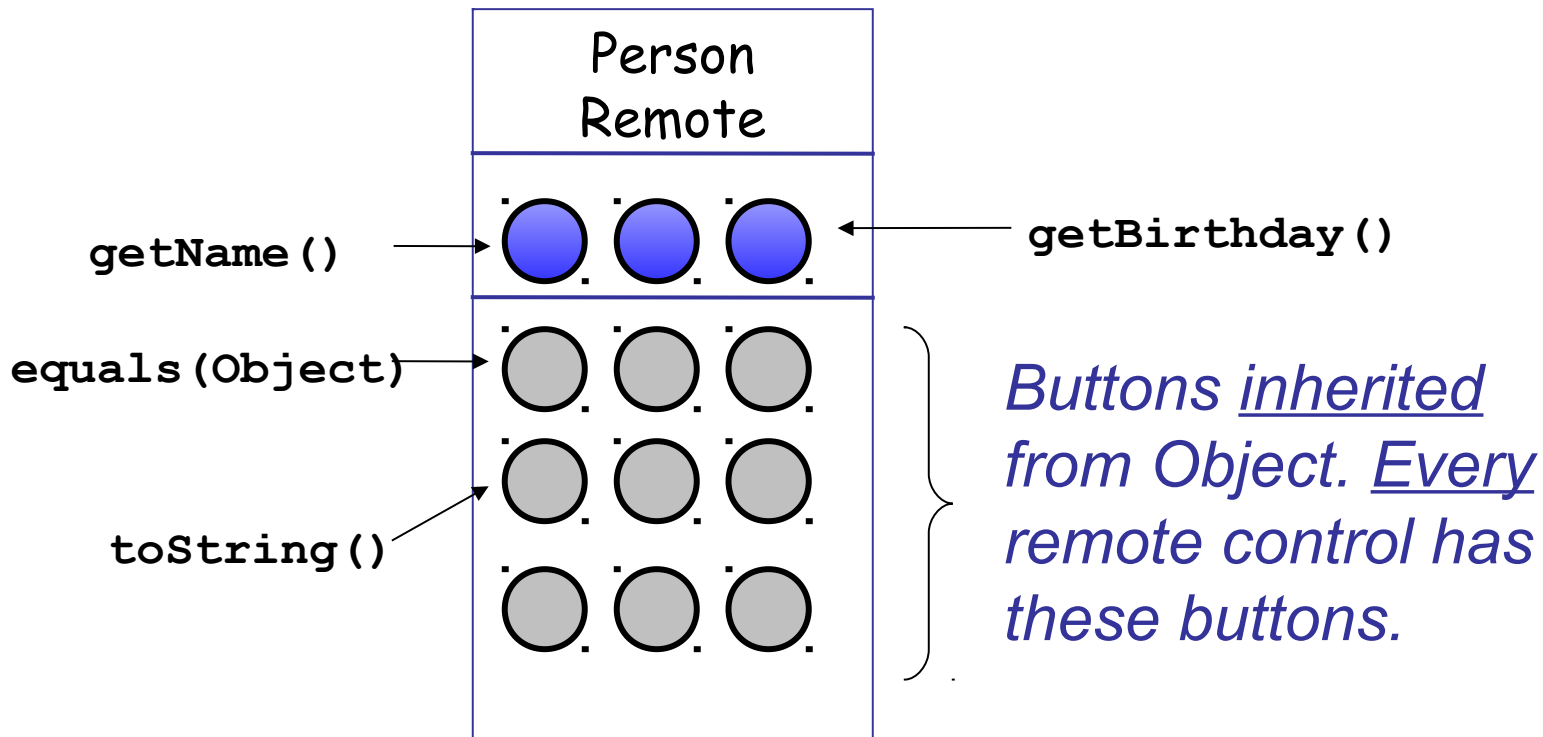 Person
Remote
getName()
getBirthday()
equals(Object)
toString()
Buttons inherited
from Object. Every
remote control has
these buttons.